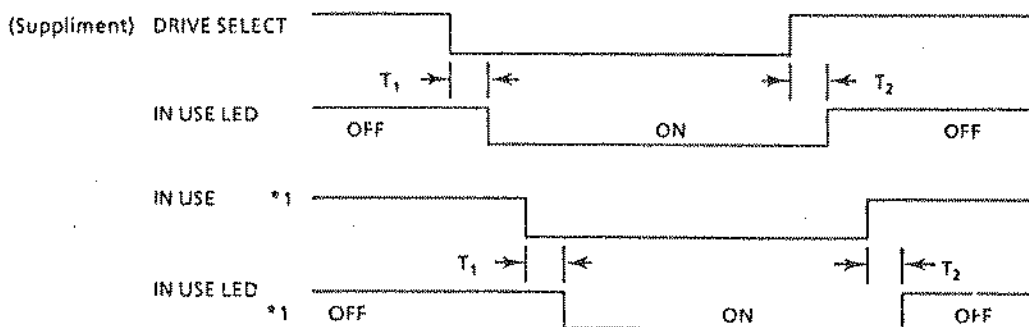 (Suppliment) DRIVE SELECT
T₁ T₂
IN USE LED
OFF ON OFF
IN USE *1
T₁ T₂
IN USE LED
*1 OFF ON OFF